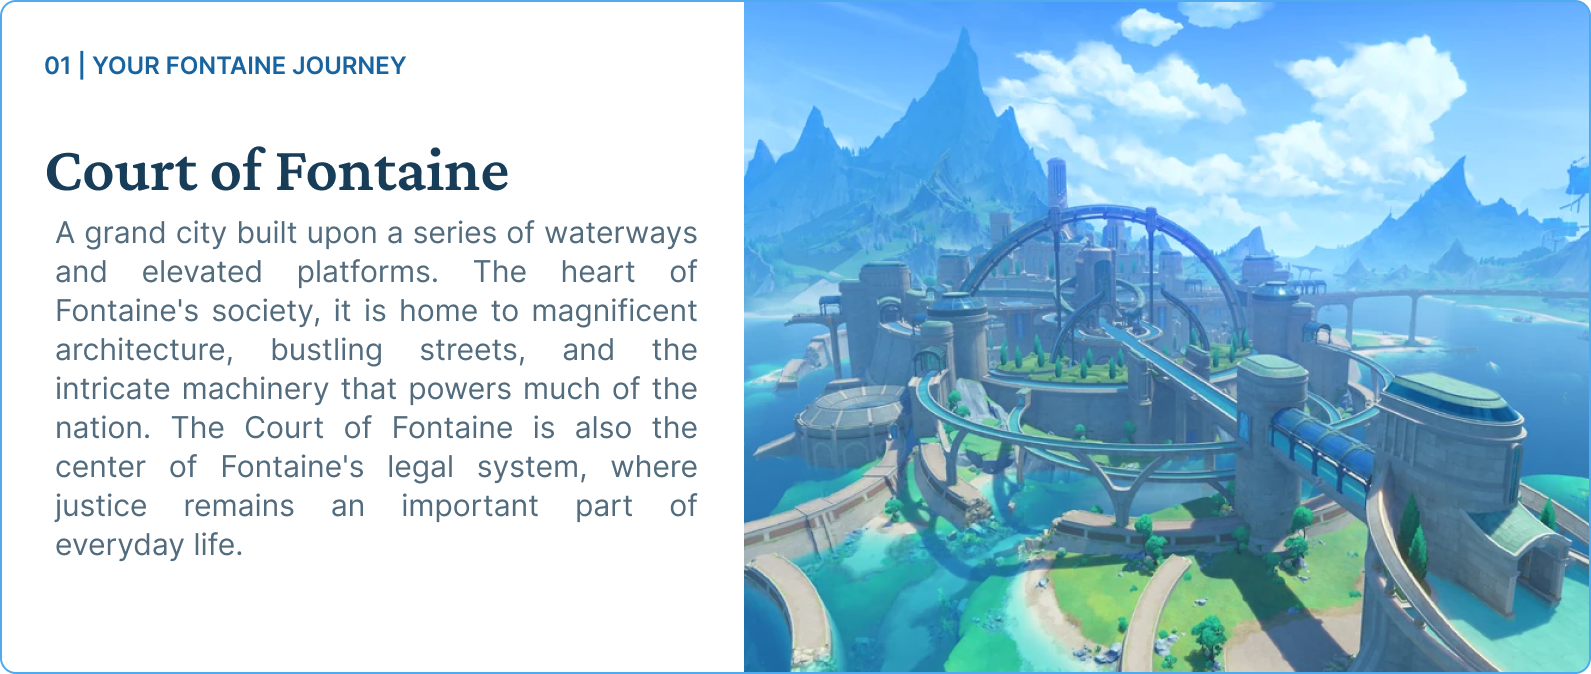 01 | YOUR FONTAINE JOURNEY
Court of Fontaine
A grand city built upon a series of waterways
and elevated platforms. The heart of
Fontaine's society, it is home to magnificent
architecture, bustling streets, and the
intricate machinery that powers much of the
nation. The Court of Fontaine is also the
center of Fontaine's legal system, where
justice remains an important part of
everyday life.